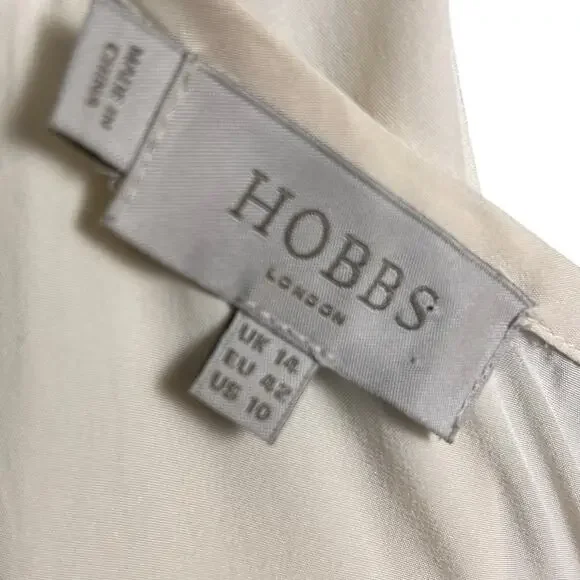 MADE IN
CHINA
HOBBS
LONDON
UK 14
EU 42
US 10